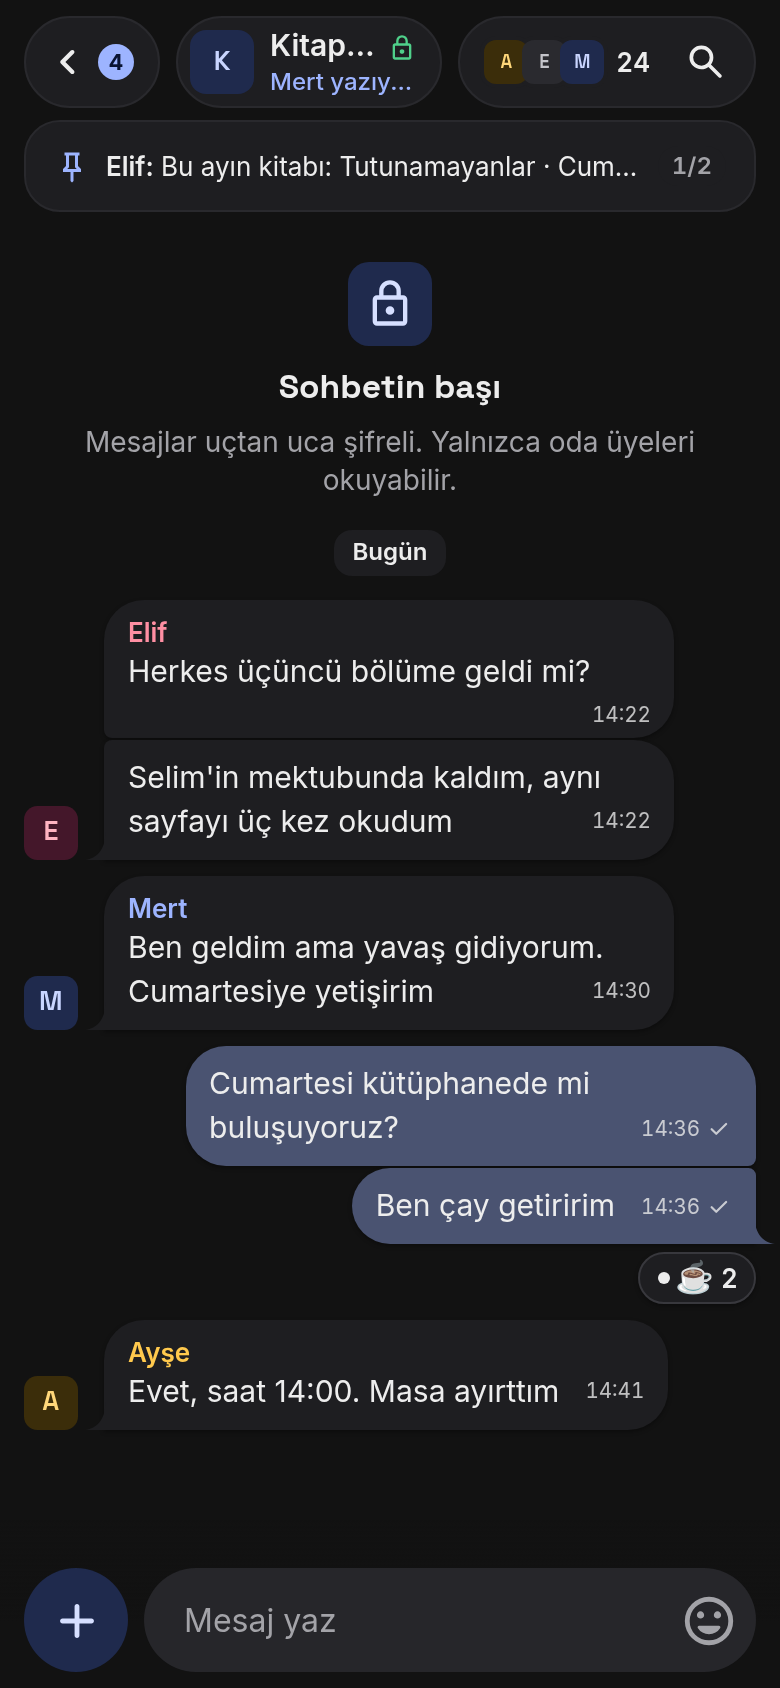 4
K
Kitap...
Mert yazıy...
A E M 24
Elif: Bu ayın kitabı: Tutunamayanlar · Cum... 1/2
Sohbetin başı
Mesajlar uçtan uca şifreli. Yalnızca oda üyeleri
okuyabilir.
Bugün
Elif
Herkes üçüncü bölüme geldi mi?
14:22
Selim'in mektubunda kaldım, aynı
sayfayı üç kez okudum 14:22
E
Mert
Ben geldim ama yavaş gidiyorum.
Cumartesiye yetişirim 14:30
M
Cumartesi kütüphanede mi
buluşuyoruz? 14:36
Ben çay getiririm 14:36
☕ 2
Ayşe
Evet, saat 14:00. Masa ayırttım 14:41
A
Mesaj yaz